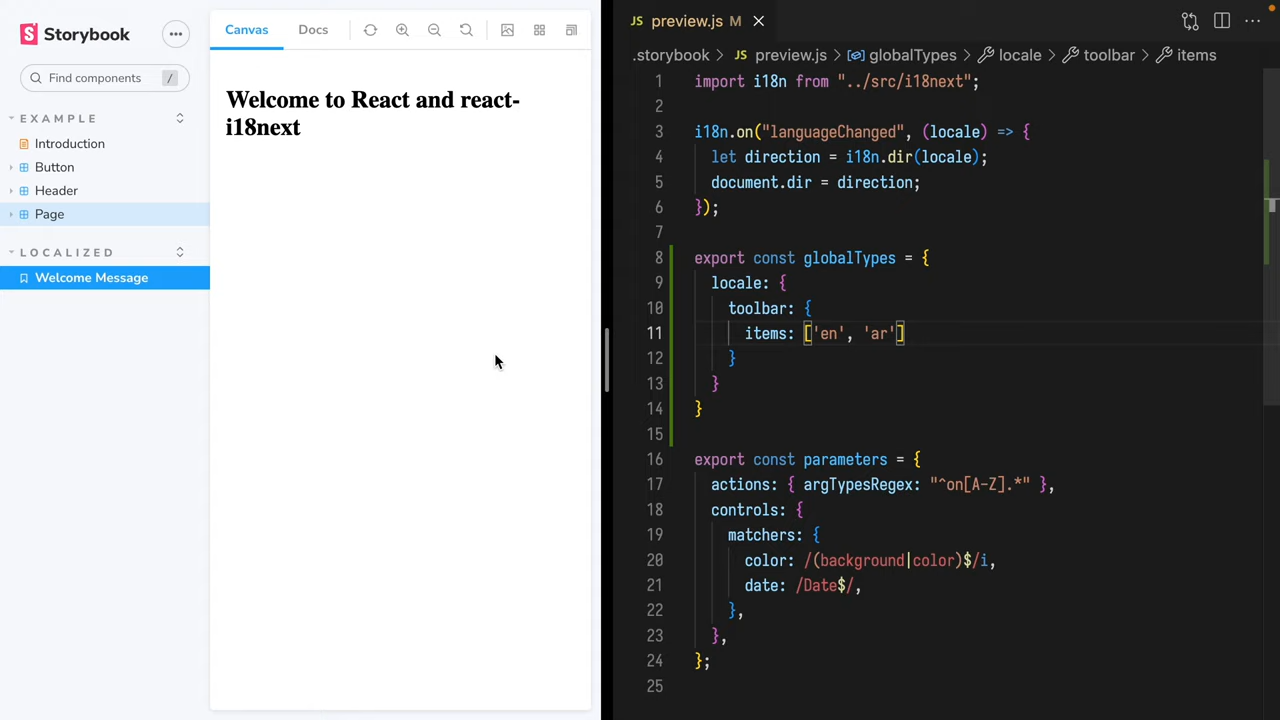 Storybook
Find components
/
EXAMPLE
Introduction
Button
Header
Page
LOCALIZED
Welcome Message
Canvas
Docs
Welcome to React and react-
i18next
JS preview.js M
.storybook > JS preview.js > globalTypes > locale > toolbar > items
1 import i18n from "../src/i18next";
2
3 i18n.on("languageChanged", (locale) => {
4 let direction = i18n.dir(locale);
5 document.dir = direction;
6 });
7
8 export const globalTypes = {
9 locale: {
10 toolbar: {
11 items: ['en', 'ar']
12 }
13 }
14 }
15
16 export const parameters = {
17 actions: { argTypesRegex: "^on[A-Z].*" },
18 controls: {
19 matchers: {
20 color: /(background|color)$/i,
21 date: /Date$/,
22 },
23 },
24 };
25